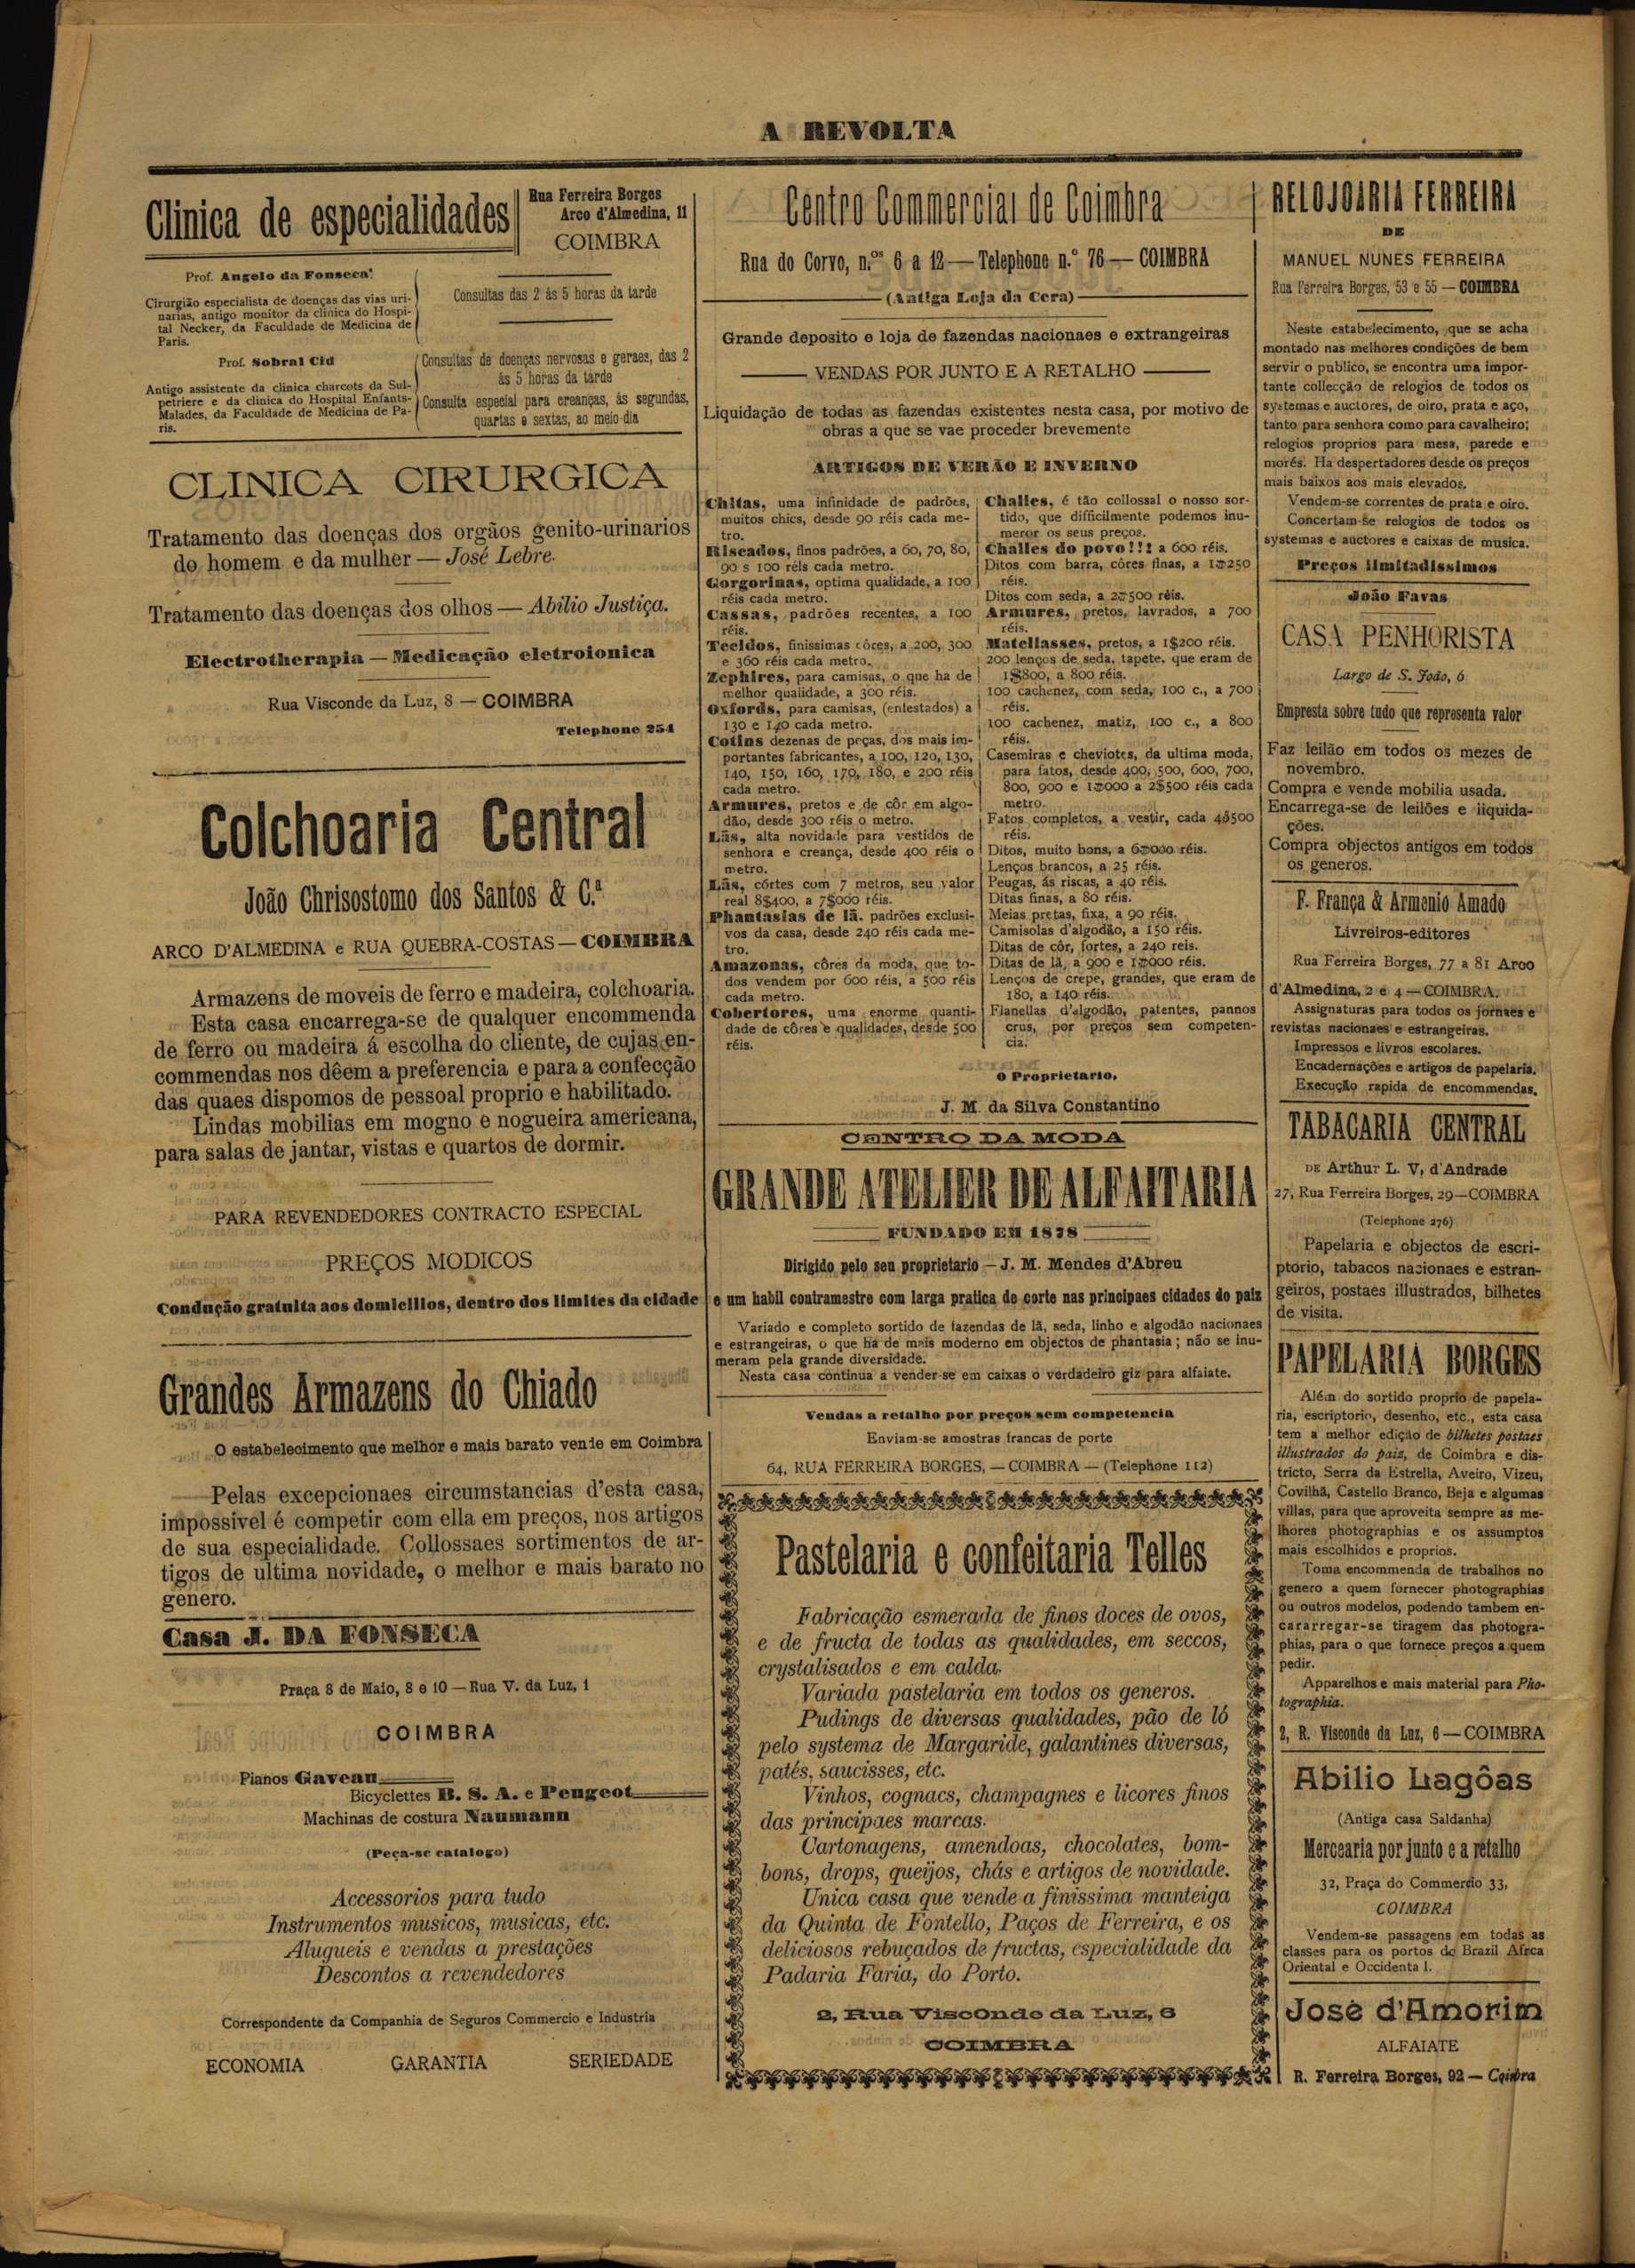 A REVOLTA
Clinica de especialidades
Rua Ferreira Borges
Arco d'Almedina, 11
COIMBRA
Prof. Angelo da Fonseca
Cirurgião especialista de doenças das vias uri-
narias, antigo monitor da clinica do Hospi-
tal Necker, da Faculdade de Medicina de
Paris.
Consultas das 2 ás 5 horas da tarde
Prof. Sobral Cid
Antigo assistente da clinica charcots da Sul-
petriere e da clinica do Hospital Enfants-
Malades, da Faculdade de Medicina de Pa-
ris.
Consultas de doenças nervosas e geraes, das 2
ás 5 horas da tarde
Consulta especial para creanças, ás segundas,
quartas e sextas, ao meio-dia
CLINICA CIRURGICA
Tratamento das doenças dos orgãos genito-urinarios
do homem e da mulher — José Lebre.
Tratamento das doenças dos olhos — Abilio Justiça.
Electrotherapia — Medicação eletroionica
Rua Visconde da Luz, 8 — COIMBRA
Telephone 254
Colchoaria Central
João Chrisostomo dos Santos & C.ª
ARCO D'ALMEDINA e RUA QUEBRA-COSTAS — COIMBRA
Armazens de moveis de ferro e madeira, colchoaria.
Esta casa encarrega-se de qualquer encommenda
de ferro ou madeira á escolha do cliente, de cujas en-
commendas nos dêem a preferencia e para a confecção
das quaes dispomos de pessoal proprio e habilitado.
Lindas mobilias em mogno e nogueira americana,
para salas de jantar, vistas e quartos de dormir.
PARA REVENDEDORES CONTRACTO ESPECIAL
PREÇOS MODICOS
Condução gratuita aos domicilios, dentro dos limites da cidade
Grandes Armazens do Chiado
O estabelecimento que melhor e mais barato vende em Coimbra
Pelas excepcionaes circumstancias d'esta casa,
impossivel é competir com ella em preços, nos artigos
de sua especialidade. Collossaes sortimentos de ar-
tigos de ultima novidade, o melhor e mais barato no
genero.
Casa J. DA FONSECA
Praça 8 de Maio, 8 e 10 — Rua V. da Luz, 1
COIMBRA
Pianos Gaveau
Bicyclettes B. S. A. e Peugeot
Machinas de costura Naumann
(Peça-se catalogo)
Accessorios para tudo
Instrumentos musicos, musicas, etc.
Alugueis e vendas a prestações
Descontos a revendedores
Correspondente da Companhia de Seguros Commercio e Industria
ECONOMIA GARANTIA SERIEDADE
Centro Commercial de Coimbra
Rua do Corvo, n.os 6 a 12 — Telephone n.º 76 — COIMBRA
(Antiga Loja da Cera)
Grande deposito e loja de fazendas nacionaes e extrangeiras
VENDAS POR JUNTO E A RETALHO
Liquidação de todas as fazendas existentes nesta casa, por motivo de
obras a que se vae proceder brevemente
ARTIGOS DE VERÃO E INVERNO
Chitas, uma infinidade de padrões,
muitos chics, desde 90 réis cada me-
tro.
Riscados, finos padrões, a 60, 70, 80,
90 s 100 réis cada metro.
Gorgorinas, optima qualidade, a 100
réis cada metro.
Cassas, padrões recentes, a 100
réis.
Tecidos, finissimas côres, a 200, 300
e 360 réis cada metro.
Zephires, para camisas, o que ha de
melhor qualidade, a 300 réis.
Oxfords, para camisas, (enfestados) a
130 e 140 cada metro.
Cotins dezenas de peças, dos mais im-
portantes fabricantes, a 100, 120, 130,
140, 150, 160, 170, 180, e 200 réis
cada metro.
Armures, pretos e de côr em algo-
dão, desde 300 réis o metro.
Lãs, alta novidade para vestidos de
senhora e creança, desde 400 réis o
metro.
Lãs, córtes com 7 metros, seu valor
real 8$400, a 7$000 réis.
Phantasias de lã, padrões exclusi-
vos da casa, desde 240 réis cada me-
tro.
Amazonas, côres da moda, que to-
dos vendem por 600 réis, a 500 réis
cada metro.
Cobertores, uma enorme quanti-
dade de côres e qualidades, desde 500
réis.
Challes, é tão collossal o nosso sor-
tido, que difficilmente podemos inu-
meror os seus preços.
Challes do povo!!! a 600 réis.
Ditos com barra, côres finas, a 1$250
réis.
Ditos com seda, a 2$500 réis.
Armures, pretos, lavrados, a 700
réis.
Matellasses, pretos, a 1$200 réis.
200 lenços de seda, tapete, que eram de
1$800, a 800 réis.
100 cachenez, com seda, 100 c., a 700
réis.
100 cachenez, matiz, 100 c., a 800
réis.
Casemiras e cheviotes, da ultima moda,
para fatos, desde 400, 500, 600, 700,
800, 900 e 1$000 a 2$500 réis cada
metro.
Fatos completos, a vestir, cada 4$500
réis.
Ditos, muito bons, a 6$000 réis.
Lenços brancos, a 25 réis.
Peugas, ás riscas, a 40 réis.
Ditas finas, a 80 réis.
Meias pretas, fixa, a 90 réis.
Camisolas d'algodão, a 150 réis.
Ditas de côr, fortes, a 240 reis.
Ditas de lã, a 900 e 1$000 réis.
Lenços de crepe, grandes, que eram de
180, a 140 réis.
Flanellas d'algodão, patentes, pannos
crus, por preços sem competen-
cia.
O Proprietario,
J. M. da Silva Constantino
CENTRO DA MODA
GRANDE ATELIER DE ALFAITARIA
FUNDADO EM 1878
Dirigido pelo seu proprietario — J. M. Mendes d'Abreu
e um habil contramestre com larga pratica de corte nas principaes cidades do paiz
Variado e completo sortido de fazendas de lã, seda, linho e algodão nacionaes
e estrangeiras, o que ha de mais moderno em objectos de phantasia; não se inu-
meram pela grande diversidade.
Nesta casa continua a vender-se em caixas o verdadeiro giz para alfaiate.
Vendas a retalho por preços sem competencia
Enviam-se amostras francas de porte
64, RUA FERREIRA BORGES, — COIMBRA — (Telephone 112)
Pastelaria e confeitaria Telles
Fabricação esmerada de finos doces de ovos,
e de fructa de todas as qualidades, em seccos,
crystalisados e em calda.
Variada pastelaria em todos os generos.
Pudings de diversas qualidades, pão de ló
pelo systema de Margaride, galantines diversas,
patés, saucisses, etc.
Vinhos, cognacs, champagnes e licores finos
das principaes marcas.
Cartonagens, amendoas, chocolates, bom-
bons, drops, queijos, chás e artigos de novidade.
Unica casa que vende a finissima manteiga
da Quinta de Fontello, Paços de Ferreira, e os
deliciosos rebuçados de fructas, especialidade da
Padaria Faria, do Porto.
2, Rua Visconde da Luz, 6
COIMBRA
RELOJOARIA FERREIRA
DE
MANUEL NUNES FERREIRA
Rua Ferreira Borges, 53 e 55 — COIMBRA
Neste estabelecimento, que se acha
montado nas melhores condições de bem
servir o publico, se encontra uma impor-
tante collecção de relogios de todos os
systemas e auctores, de oiro, prata e aço,
tanto para senhora como para cavalheiro;
relogios proprios para mesa, parede e
morés. Ha despertadores desde os preços
mais baixos aos mais elevados.
Vendem-se correntes de prata e oiro.
Concertam-se relogios de todos os
systemas e auctores e caixas de musica.
Preços limitadissimos
João Favas
CASA PENHORISTA
Largo de S. João, 6
Empresta sobre tudo que representa valor
Faz leilão em todos os mezes de
novembro.
Compra e vende mobilia usada.
Encarrega-se de leilões e liquida-
ções.
Compra objectos antigos em todos
os generos.
F. França & Armenio Amado
Livreiros-editores
Rua Ferreira Borges, 77 a 81 Arco
d'Almedina, 2 e 4 — COIMBRA.
Assignaturas para todos os jornaes e
revistas nacionaes e estrangeiras.
Impressos e livros escolares.
Encadernações e artigos de papelaria.
Execução rapida de encommendas.
TABACARIA CENTRAL
DE Arthur L. V, d'Andrade
27, Rua Ferreira Borges, 29—COIMBRA
(Telephone 276)
Papelaria e objectos de escri-
ptorio, tabacos nacionaes e estran-
geiros, postaes illustrados, bilhetes
de visita.
PAPELARIA BORGES
Além do sortido proprio de papela-
ria, escriptorio, desenho, etc., esta casa
tem a melhor edição de bilhetes postaes
illustrados do paiz, de Coimbra e dis-
tricto, Serra da Estrella, Aveiro, Vizeu,
Covilhã, Castello Branco, Beja e algumas
villas, para que aproveita sempre as me-
lhores photographias e os assumptos
mais escolhidos e proprios.
Toma encommenda de trabalhos no
genero a quem fornecer photographias
ou outros modelos, podendo tambem en-
cararregar-se tiragem das photogra-
phias, para o que fornece preços a quem
pedir.
Apparelhos e mais material para Pho-
tographia.
2, R. Visconde da Luz, 6 — COIMBRA
Abilio Lagôas
(Antiga casa Saldanha)
Mercearia por junto e a retalho
32, Praça do Commercio 33,
COIMBRA
Vendem-se passagens em todas as
classes para os portos do Brazil Afrca
Oriental e Occidenta l.
José d'Amorim
ALFAIATE
R. Ferreira Borges, 92 — Coimbra